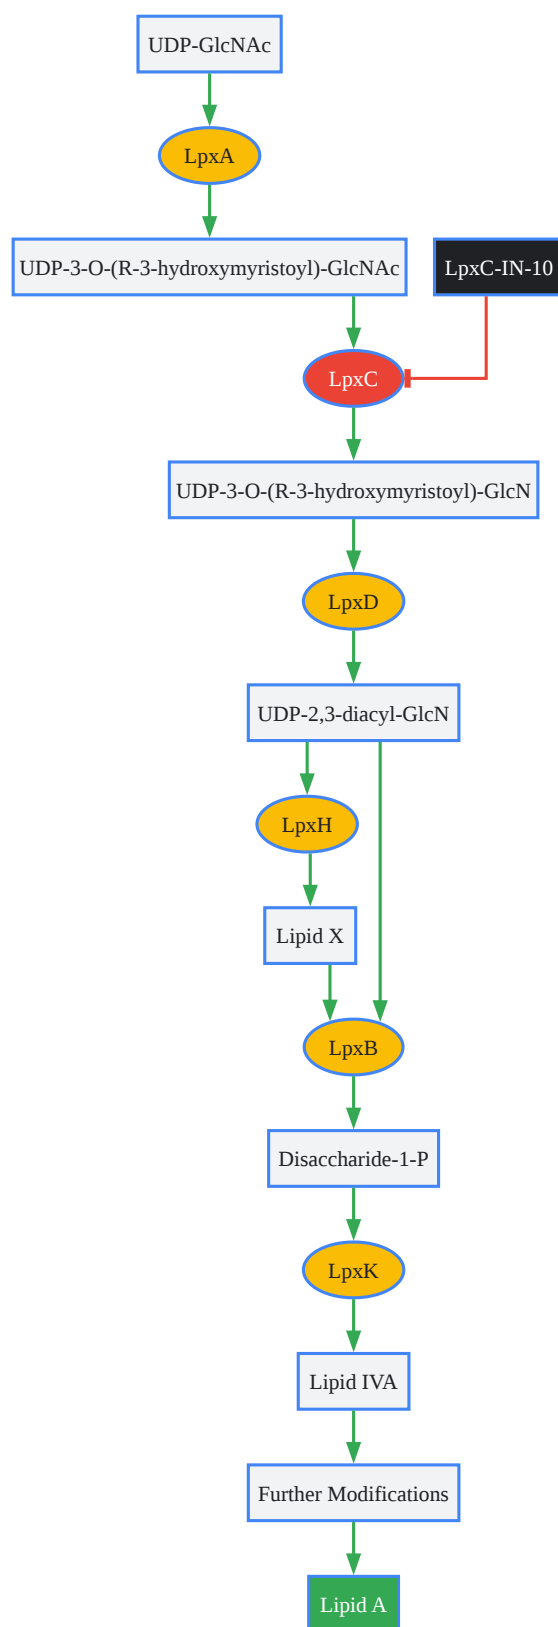 UDP-GlcNAc
LpxA
UDP-3-O-(R-3-hydroxymyristoyl)-GlcNAc
LpxC-IN-10
LpxC
UDP-3-O-(R-3-hydroxymyristoyl)-GlcN
LpxD
UDP-2,3-diacyl-GlcN
LpxH
Lipid X
LpxB
Disaccharide-1-P
LpxK
Lipid IVA
Further Modifications
Lipid A